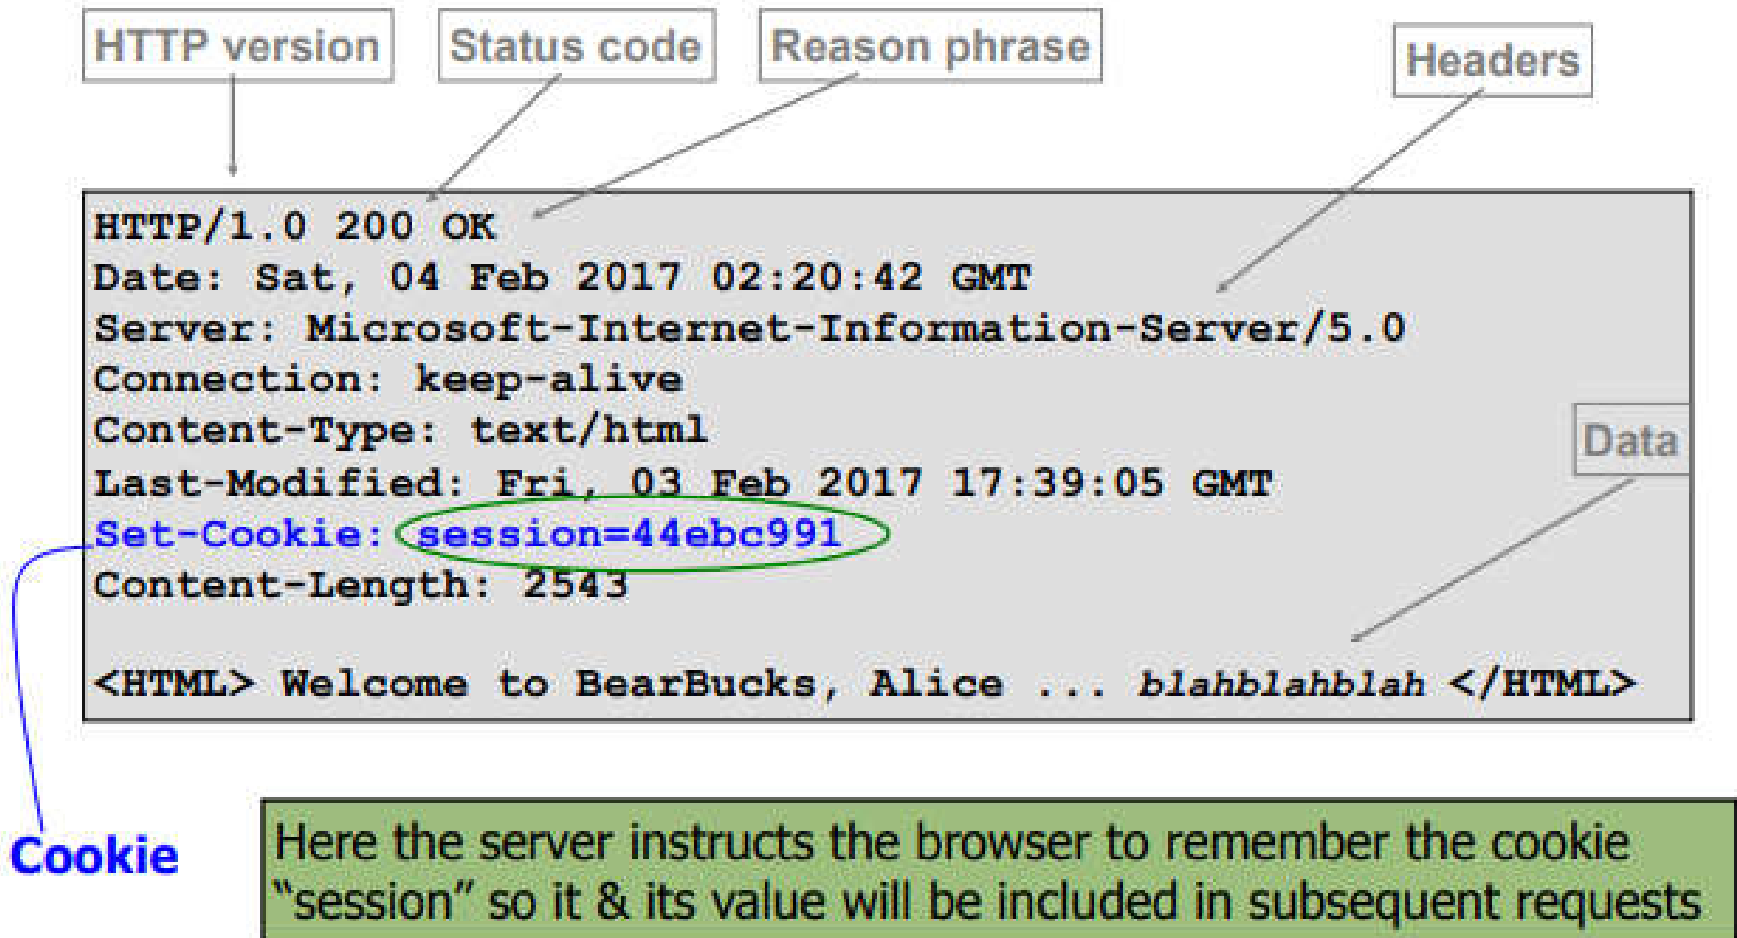 HTTP version Status code Reason phrase Headers
HTTP/1.0 200 OK
Date: Sat, 04 Feb 2017 02:20:42 GMT
Server: Microsoft-Internet-Information-Server/5.0
Connection: keep-alive
Content-Type: text/html
Data
Last-Modified: Fri, 03 Feb 2017 17:39:05 GMT
Set-Cookie: session=44ebc991
Content-Length: 2543
<HTML> Welcome to BearBucks, Alice ... blahblahblah </HTML>
Cookie
Here the server instructs the browser to remember the cookie
“session” so it & its value will be included in subsequent requests